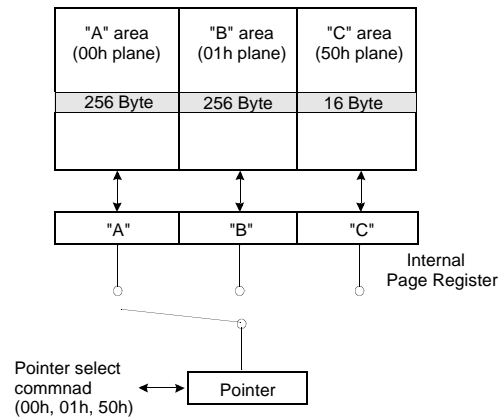 "A" area
(00h plane)
"B" area
(01h plane)
"C" area
(50h plane)
256 Byte
256 Byte
16 Byte
"A"
"B"
"C"
Internal
Page Register
Pointer select
commnad
(00h, 01h, 50h)
Pointer